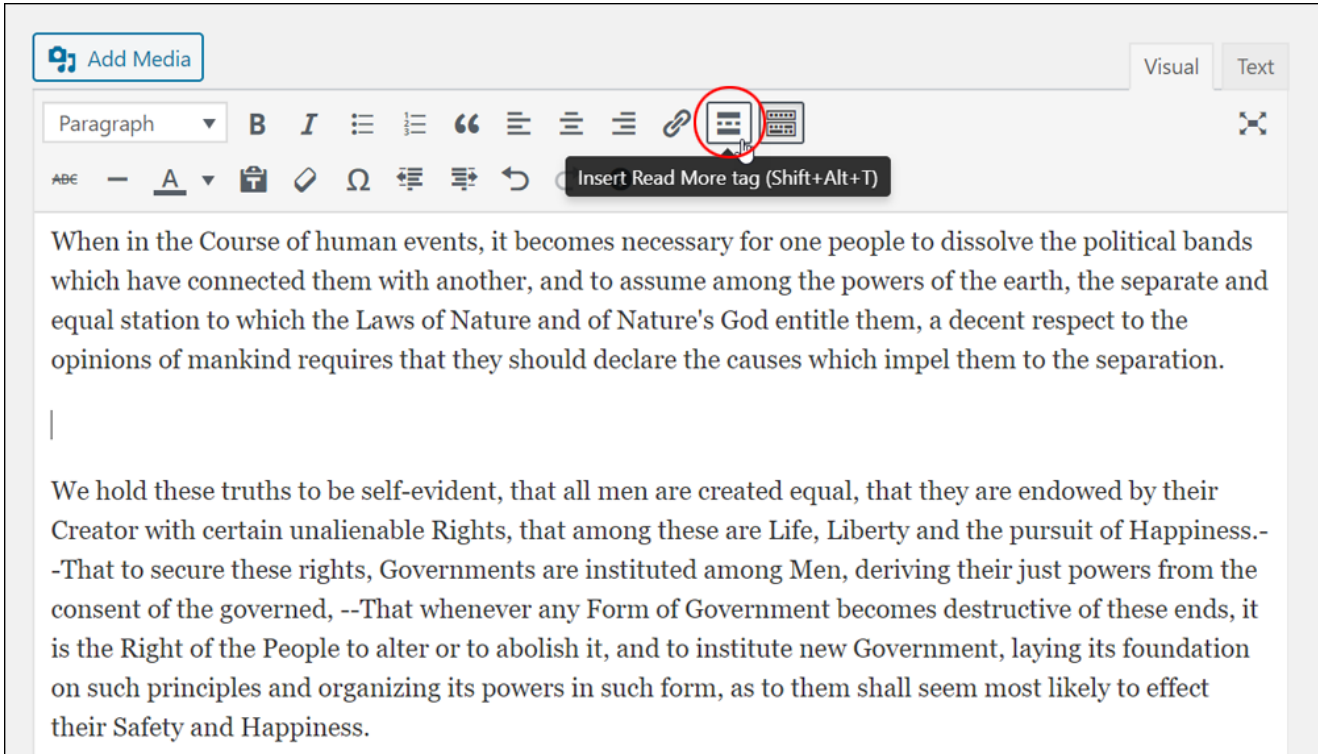 Add Media
Visual
Text
Paragraph
B I
ABC A Ω
Insert Read More tag (Shift+Alt+T)
When in the Course of human events, it becomes necessary for one people to dissolve the political bands
which have connected them with another, and to assume among the powers of the earth, the separate and
equal station to which the Laws of Nature and of Nature's God entitle them, a decent respect to the
opinions of mankind requires that they should declare the causes which impel them to the separation.
We hold these truths to be self-evident, that all men are created equal, that they are endowed by their
Creator with certain unalienable Rights, that among these are Life, Liberty and the pursuit of Happiness.-
-That to secure these rights, Governments are instituted among Men, deriving their just powers from the
consent of the governed, --That whenever any Form of Government becomes destructive of these ends, it
is the Right of the People to alter or to abolish it, and to institute new Government, laying its foundation
on such principles and organizing its powers in such form, as to them shall seem most likely to effect
their Safety and Happiness.